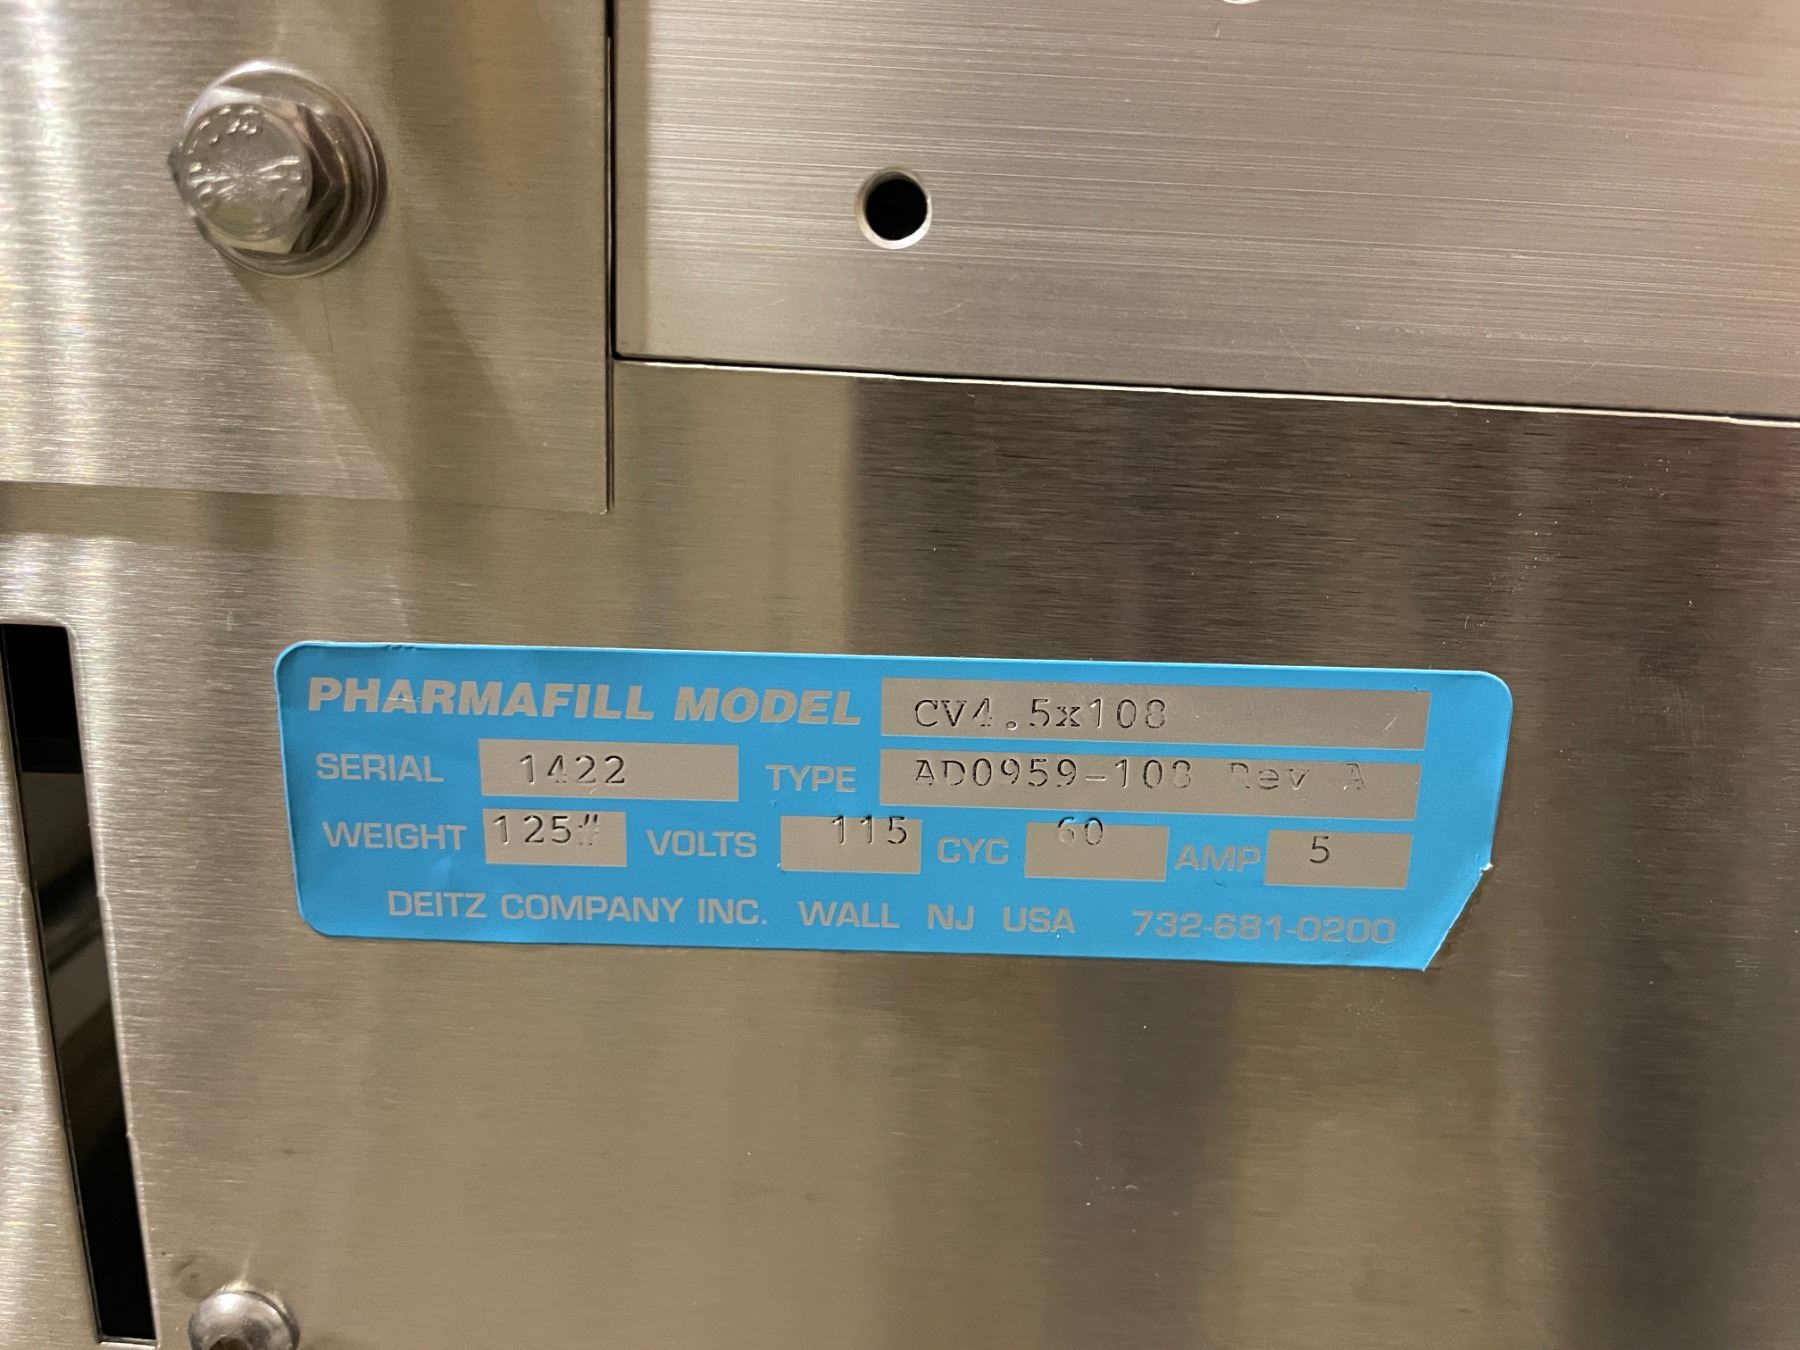 PHARMAFILL MODEL CV4.5x108
SERIAL 1422 TYPE AD0959-108 Rev A
WEIGHT 125# VOLTS 115 CYC 60 AMP 5
DEITZ COMPANY INC. WALL NJ USA 732-681-0200